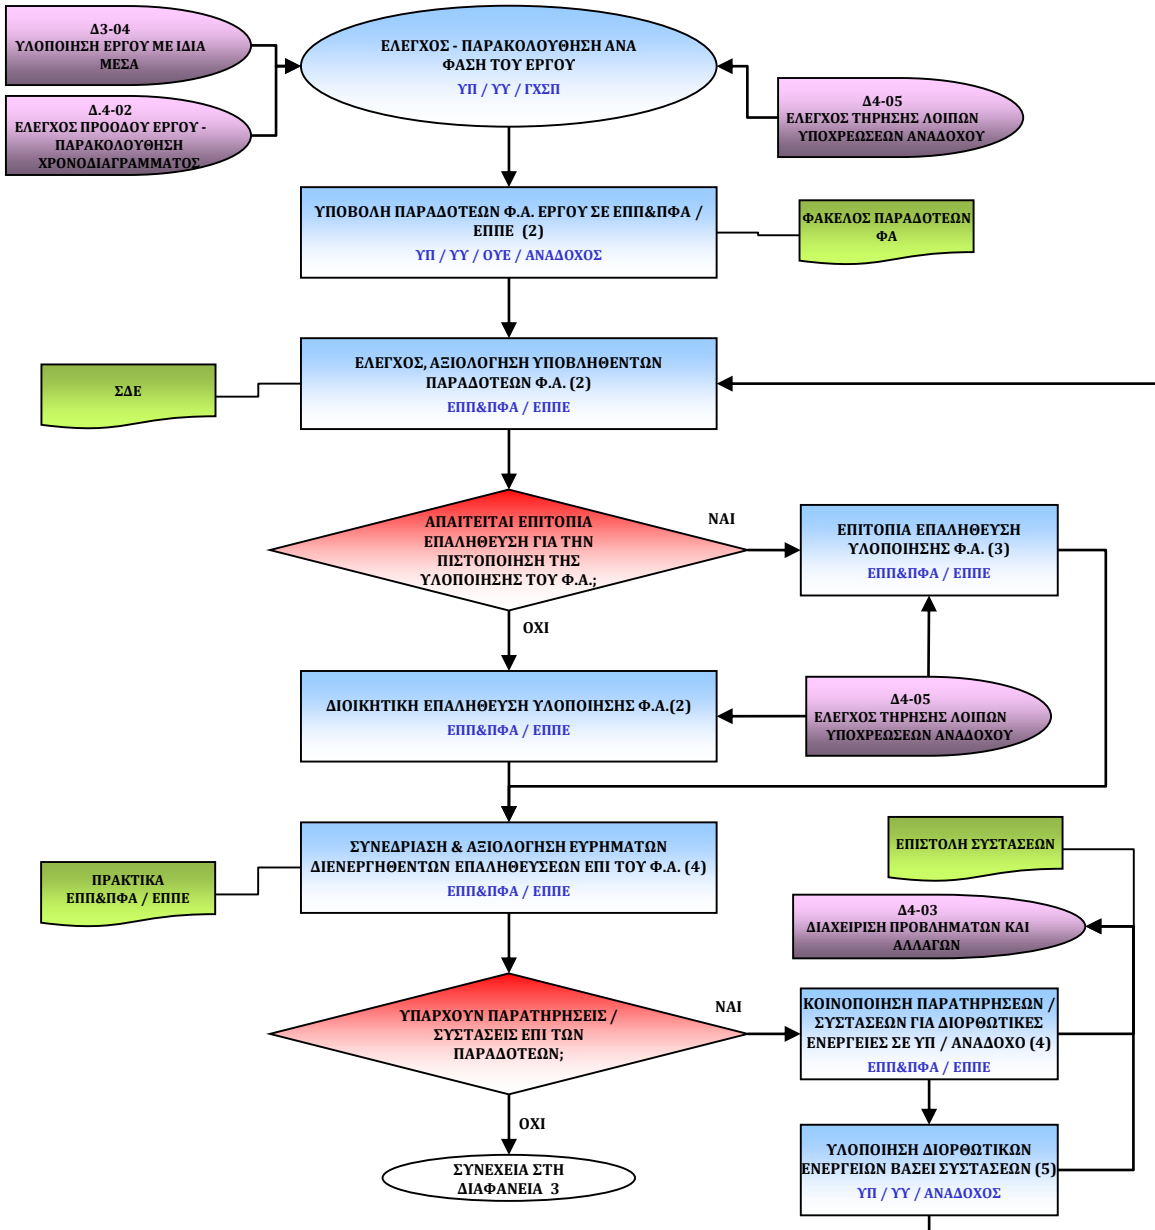 Δ3-04
ΥΛΟΠΟΙΗΣΗ ΕΡΓΟΥ ΜΕ ΙΔΙΑ
ΜΕΣΑ
Δ.4-02
ΕΛΕΓΧΟΣ ΠΡΟΟΔΟΥ ΕΡΓΟΥ -
ΠΑΡΑΚΟΛΟΥΘΗΣΗ
ΧΡΟΝΟΔΙΑΓΡΑΜΜΑΤΟΣ
ΕΛΕΓΧΟΣ - ΠΑΡΑΚΟΛΟΥΘΗΣΗ ΑΝΑ
ΦΑΣΗ ΤΟΥ ΕΡΓΟΥ
ΥΠ / ΥΥ / ΓΧΣΠ
Δ4-05
ΕΛΕΓΧΟΣ ΤΗΡΗΣΗΣ ΛΟΙΠΩΝ
ΥΠΟΧΡΕΩΣΕΩΝ ΑΝΑΔΟΧΟΥ
ΥΠΟΒΟΛΗ ΠΑΡΑΔΟΤΕΩΝ Φ.Α. ΕΡΓΟΥ ΣΕ ΕΠΠ&ΠΦΑ /
ΕΠΠΕ (2)
ΥΠ / ΥΥ / ΟΥΕ / ΑΝΑΔΟΧΟΣ
ΦΑΚΕΛΟΣ ΠΑΡΑΔΟΤΕΩΝ
ΦΑ
ΣΔΕ
ΕΛΕΓΧΟΣ, ΑΞΙΟΛΟΓΗΣΗ ΥΠΟΒΛΗΘΕΝΤΩΝ
ΠΑΡΑΔΟΤΕΩΝ Φ.Α. (2)
ΕΠΠ&ΠΦΑ / ΕΠΠΕ
ΑΠΑΙΤΕΙΤΑΙ ΕΠΙΤΟΠΙΑ
ΕΠΑΛΗΘΕΥΣΗ ΓΙΑ ΤΗΝ
ΠΙΣΤΟΠΟΙΗΣΗ ΤΗΣ
ΥΛΟΠΟΙΗΣΗΣ ΤΟΥ Φ.Α.;
ΝΑΙ
ΕΠΙΤΟΠΙΑ ΕΠΑΛΗΘΕΥΣΗ
ΥΛΟΠΟΙΗΣΗΣ Φ.Α. (3)
ΕΠΠ&ΠΦΑ / ΕΠΠΕ
ΟΧΙ
ΔΙΟΙΚΗΤΙΚΗ ΕΠΑΛΗΘΕΥΣΗ ΥΛΟΠΟΙΗΣΗΣ Φ.Α.(2)
ΕΠΠ&ΠΦΑ / ΕΠΠΕ
Δ4-05
ΕΛΕΓΧΟΣ ΤΗΡΗΣΗΣ ΛΟΙΠΩΝ
ΥΠΟΧΡΕΩΣΕΩΝ ΑΝΑΔΟΧΟΥ
ΣΥΝΕΔΡΙΑΣΗ & ΑΞΙΟΛΟΓΗΣΗ ΕΥΡΗΜΑΤΩΝ
ΔΙΕΝΕΡΓΗΘΕΝΤΩΝ ΕΠΑΛΗΘΕΥΣΕΩΝ ΕΠΙ ΤΟΥ Φ.Α. (4)
ΕΠΠ&ΠΦΑ / ΕΠΠΕ
ΠΡΑΚΤΙΚΑ
ΕΠΠ&ΠΦΑ / ΕΠΠΕ
ΕΠΙΣΤΟΛΗ ΣΥΣΤΑΣΕΩΝ
Δ4-03
ΔΙΑΧΕΙΡΙΣΗ ΠΡΟΒΛΗΜΑΤΩΝ ΚΑΙ
ΑΛΛΑΓΩΝ
ΥΠΑΡΧΟΥΝ ΠΑΡΑΤΗΡΗΣΕΙΣ /
ΣΥΣΤΑΣΕΙΣ ΕΠΙ ΤΩΝ
ΠΑΡΑΔΟΤΕΩΝ;
ΝΑΙ
ΚΟΙΝΟΠΟΙΗΣΗ ΠΑΡΑΤΗΡΗΣΕΩΝ /
ΣΥΣΤΑΣΕΩΝ ΓΙΑ ΔΙΟΡΘΩΤΙΚΕΣ
ΕΝΕΡΓΕΙΕΣ ΣΕ ΥΠ / ΑΝΑΔΟΧΟ (4)
ΕΠΠ&ΠΦΑ / ΕΠΠΕ
ΟΧΙ
ΣΥΝΕΧΕΙΑ ΣΤΗ
ΔΙΑΦΑΝΕΙΑ 3
ΥΛΟΠΟΙΗΣΗ ΔΙΟΡΘΩΤΙΚΩΝ
ΕΝΕΡΓΕΙΩΝ ΒΑΣΕΙ ΣΥΣΤΑΣΕΩΝ (5)
ΥΠ / ΥΥ / ΑΝΑΔΟΧΟΣ